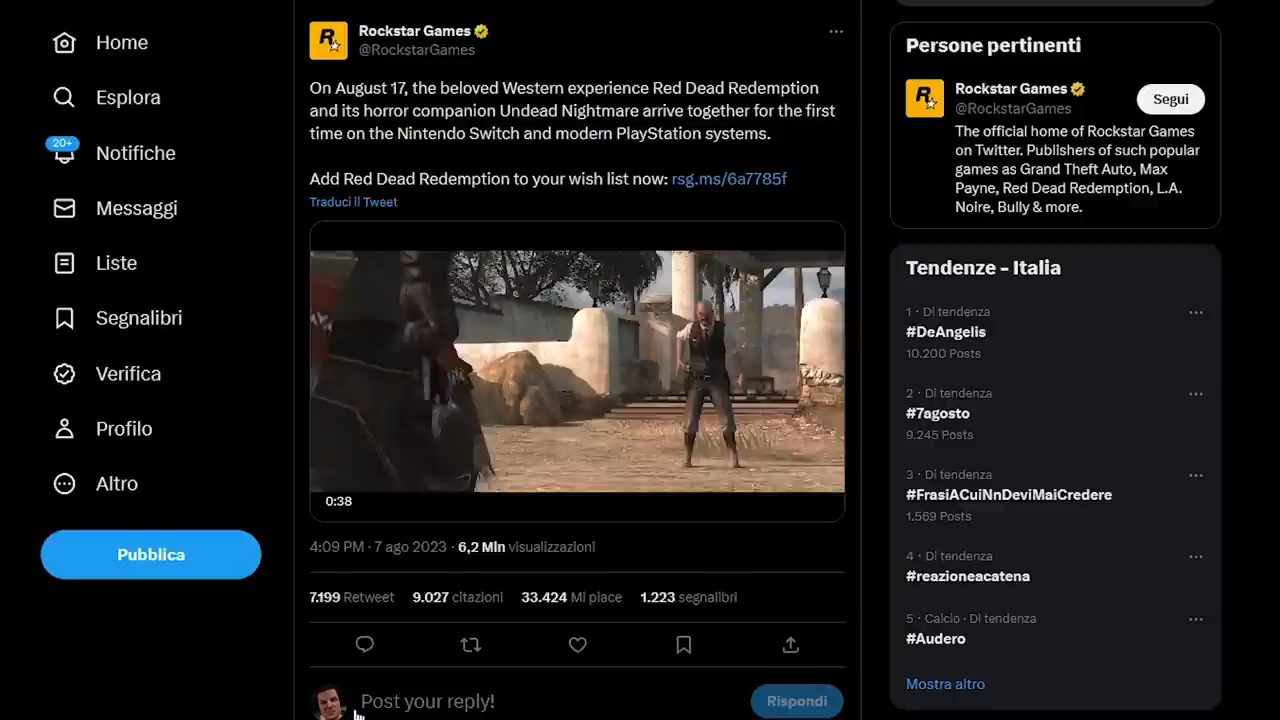 Home
Esplora
20+
Notifiche
Messaggi
Liste
Segnalibri
Verifica
Profilo
Altro
Pubblica
Rockstar Games
@RockstarGames
On August 17, the beloved Western experience Red Dead Redemption
and its horror companion Undead Nightmare arrive together for the first
time on the Nintendo Switch and modern PlayStation systems.
Add Red Dead Redemption to your wish list now: rsg.ms/6a7785f
Traduci il Tweet
0:38
4:09 PM · 7 ago 2023 · 6,2 Mln visualizzazioni
7.199 Retweet 9.027 citazioni 33.424 Mi piace 1.223 segnalibri
Post your reply!
Rispondi
Persone pertinenti
Rockstar Games
@RockstarGames
Segui
The official home of Rockstar Games
on Twitter. Publishers of such popular
games as Grand Theft Auto, Max
Payne, Red Dead Redemption, L.A.
Noire, Bully & more.
Tendenze - Italia
1 · Di tendenza
#DeAngelis
10.200 Posts
2 · Di tendenza
#7agosto
9.245 Posts
3 · Di tendenza
#FrasiACuiNnDeviMaiCredere
1.569 Posts
4 · Di tendenza
#reazioneacatena
5 · Calcio · Di tendenza
#Audero
Mostra altro